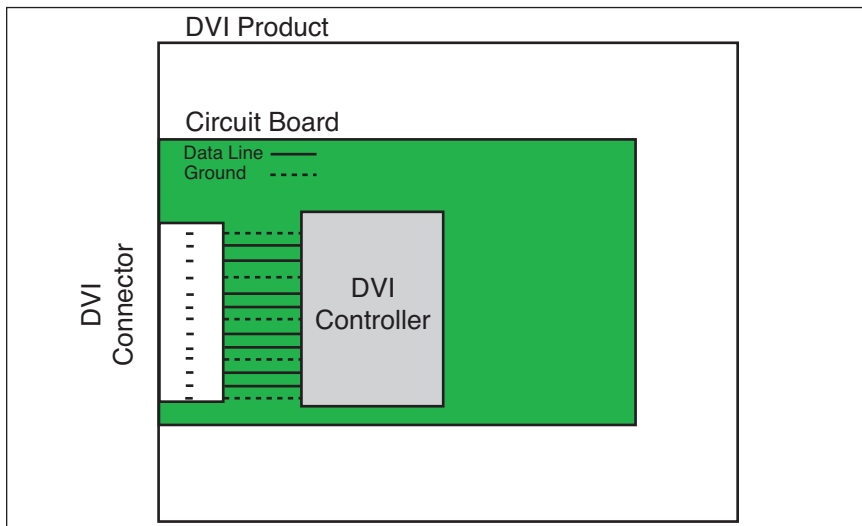 DVI Product
Circuit Board
Data Line
Ground
DVI
Connector
DVI
Controller